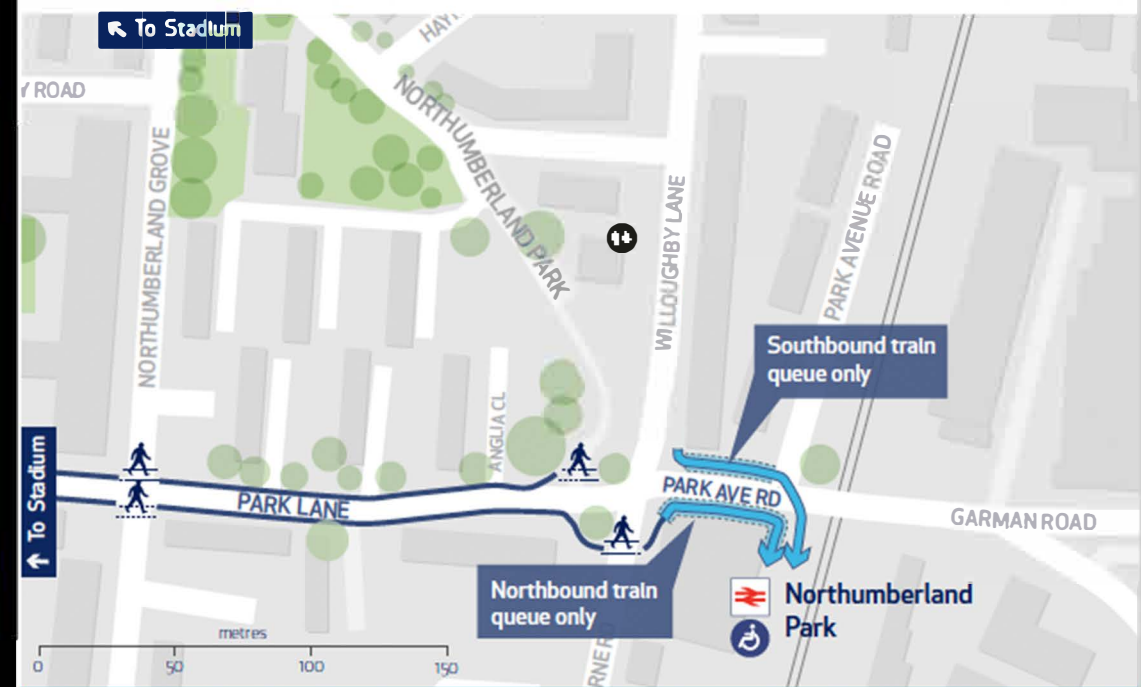 To Stadium
HAY
Y ROAD
NORTHUMBERLAND PARK
NORTHUMBERLAND GROVE
WILLOUGHBY LANE
PARK AVENUE ROAD
Southbound train
queue only
ANGLIA CL
To Stadium
PARK LANE
PARK AVE RD
GARMAN ROAD
Northbound train
queue only
Northumberland
Park
metres
0 50 100 150
RNE R